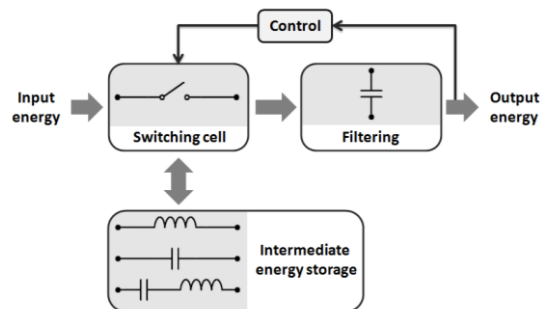 Control
Input
energy
Output
energy
Switching cell
Filtering
Intermediate
energy storage